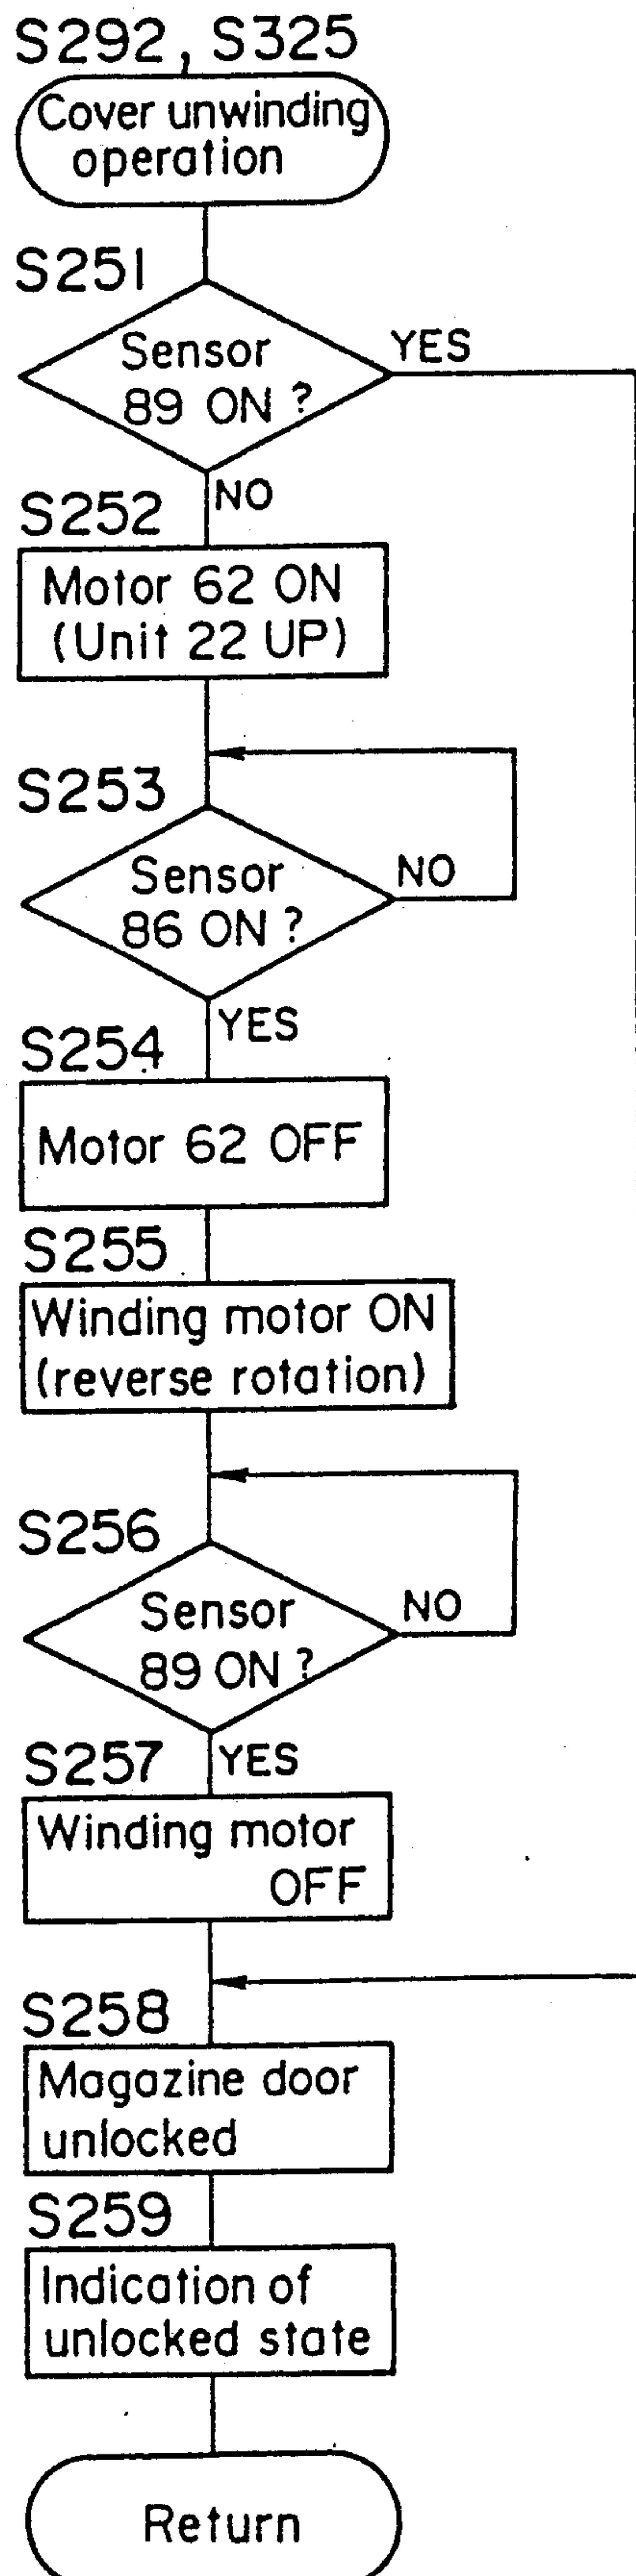 S292, S325
Cover unwinding
operation
S251
Sensor
89 ON ?
YES
NO
S252
Motor 62 ON
(Unit 22 UP)
S253
Sensor
86 ON ?
NO
YES
S254
Motor 62 OFF
S255
Winding motor ON
(reverse rotation)
S256
Sensor
89 ON ?
NO
YES
S257
Winding motor
OFF
S258
Magazine door
unlocked
S259
Indication of
unlocked state
Return